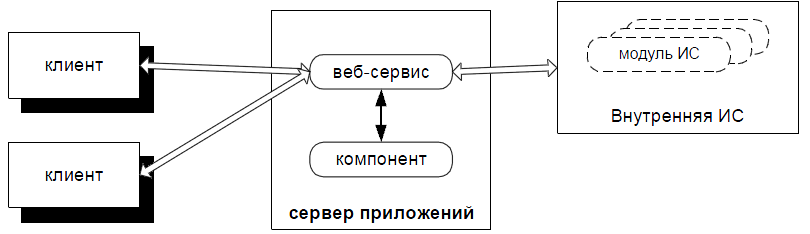 клиент
клиент
веб-сервис
компонент
сервер приложений
модуль ИС
Внутренняя ИС